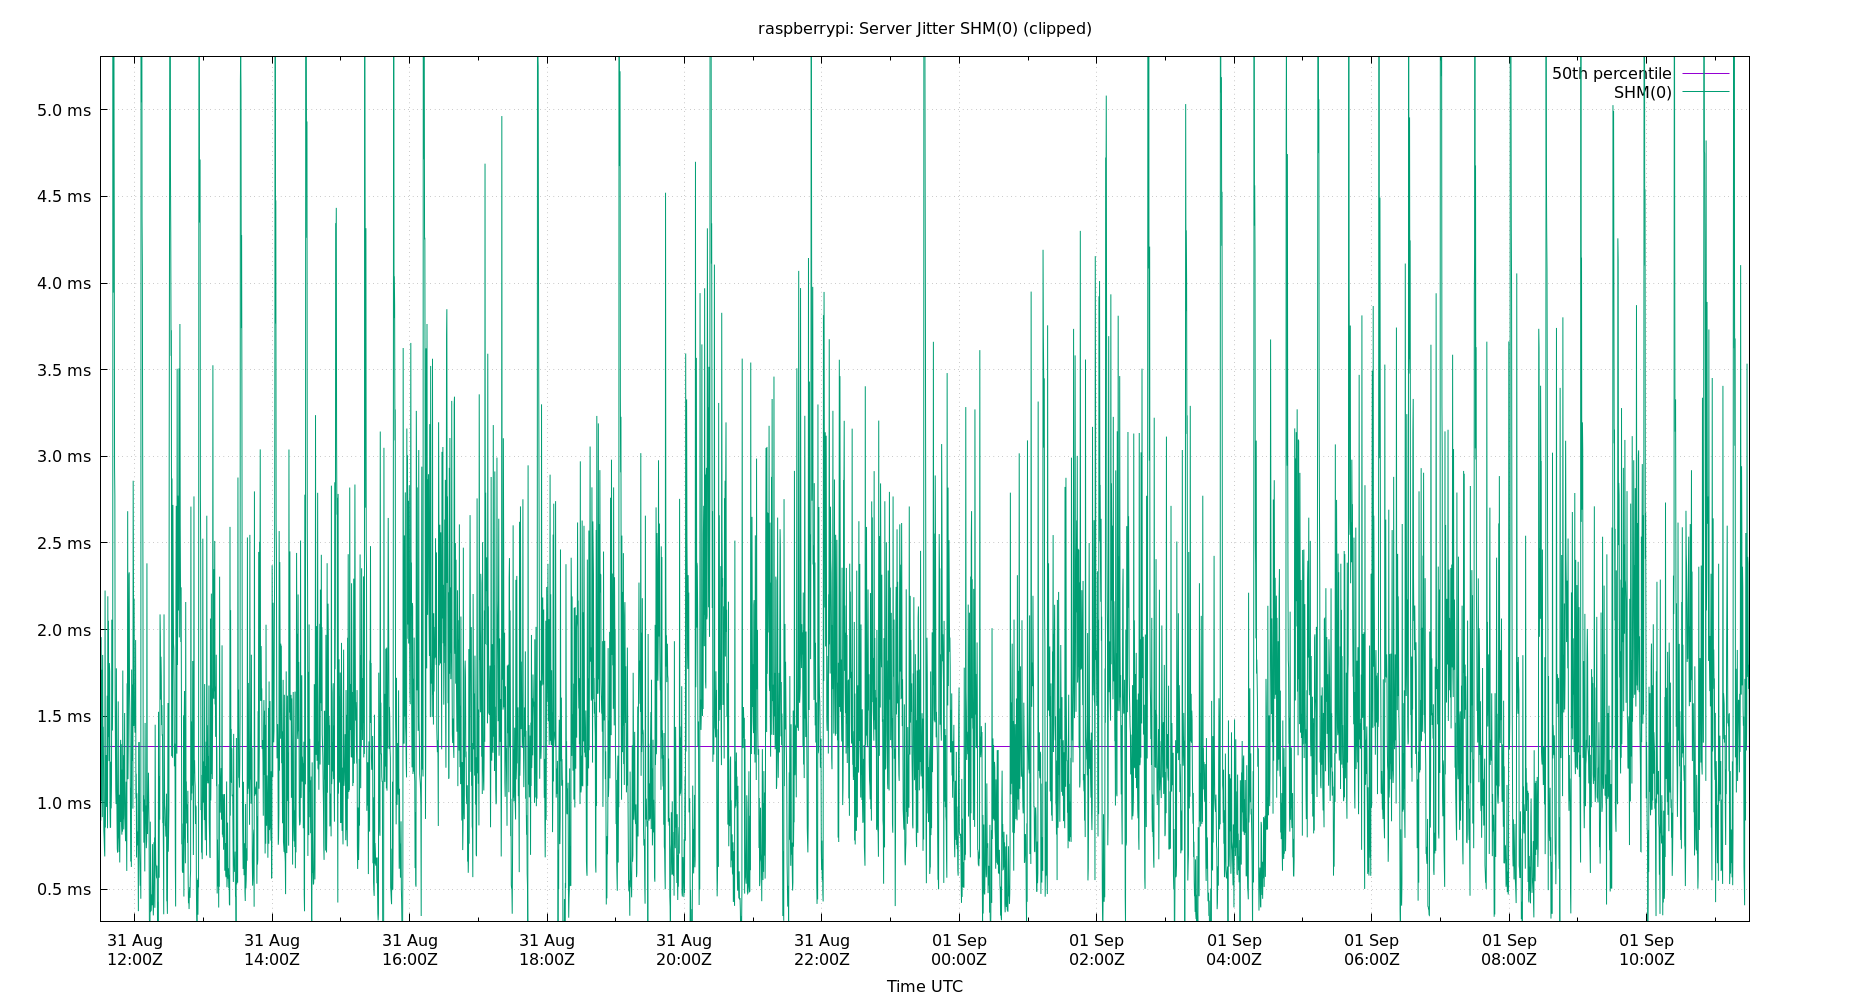 raspberrypi: Server Jitter SHM(0) (clipped)
50th percentile
SHM(0)
5.0 ms
4.5 ms
4.0 ms
3.5 ms
3.0 ms
2.5 ms
2.0 ms
1.5 ms
1.0 ms
0.5 ms
31 Aug 31 Aug 31 Aug 31 Aug 31 Aug 31 Aug 01 Sep 01 Sep 01 Sep 01 Sep 01 Sep 01 Sep
12:00Z 14:00Z 16:00Z 18:00Z 20:00Z 22:00Z 00:00Z 02:00Z 04:00Z 06:00Z 08:00Z 10:00Z
Time UTC